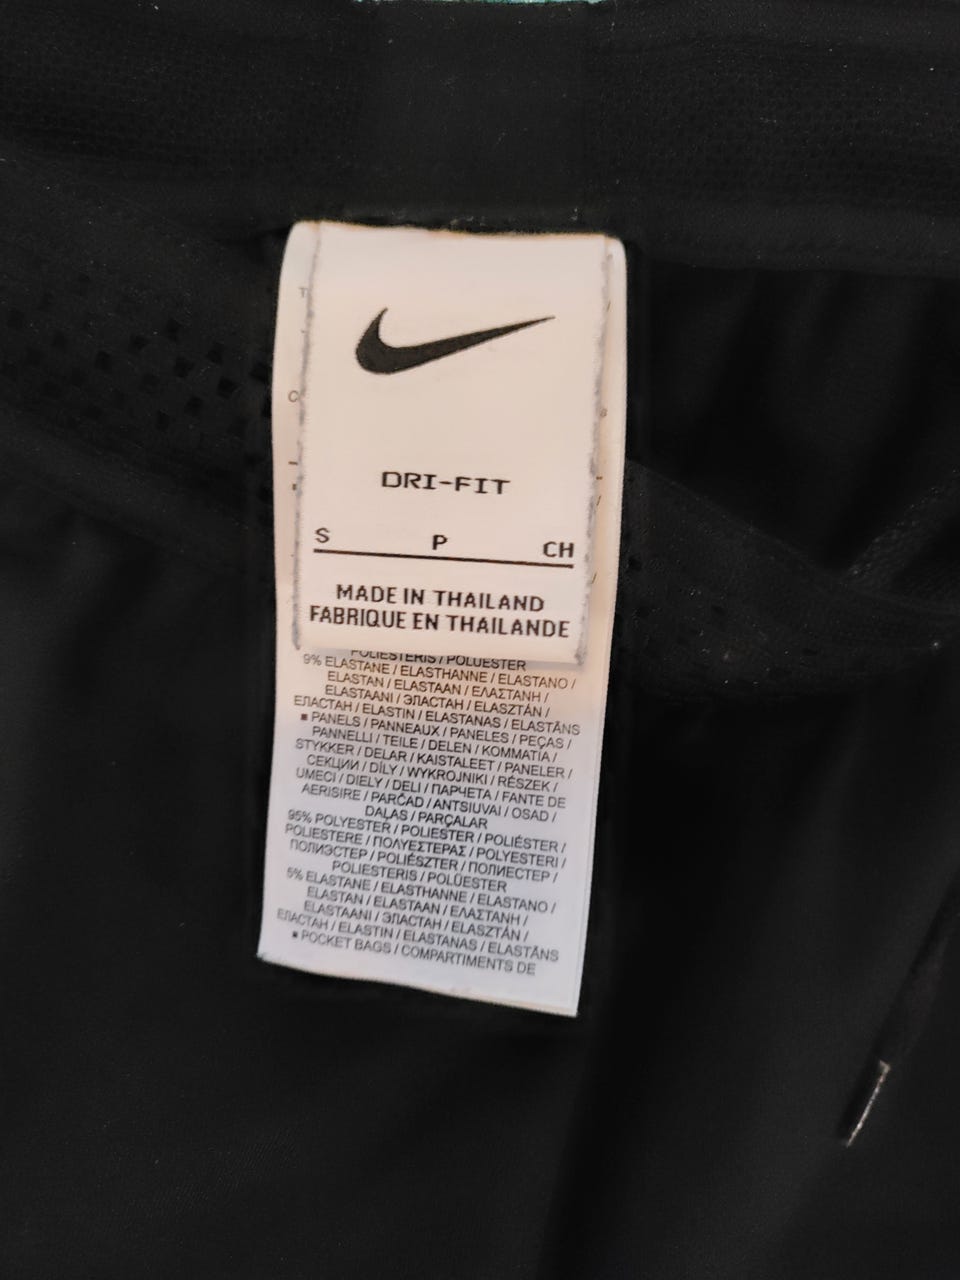 DRI-FIT
S P CH
MADE IN THAILAND
FABRIQUE EN THAILANDE
POLIESTERIS / POLÜESTER
9% ELASTANE / ELASTHANNE / ELASTANO /
ELASTAN / ELASTAAN / ΕΛΑΣΤΑΝΗ /
ELASTAANI / ЭЛАСТАН / ELASZTÁN /
ЕЛАСТАН / ELASTIN / ELASTANAS / ELASTĀNS
▪ PANELS / PANNEAUX / PANELES / PEÇAS /
PANNELLI / TEILE / DELEN / ΚΟΜΜΑΤΙΑ /
STYKKER / DELAR / KAISTALEET / PANELER /
СЕКЦИИ / DÍLY / WYKROJNIKI / RÉSZEK /
UMECI / DIELY / DELI / ПАРЧЕТА / FANTE DE
AERISIRE / PARČAD / ANTSIUVAI / OSAD /
DAĻAS / PARÇALAR
95% POLYESTER / POLIESTER / POLIÉSTER /
POLIESTERE / ΠΟΛΥΕΣΤΕΡΑΣ / POLYESTERI /
ПОЛИЭСТЕР / POLIÉSZTER / ПОЛИЕСТЕР /
POLIESTERIS / POLÜESTER
5% ELASTANE / ELASTHANNE / ELASTANO /
ELASTAN / ELASTAAN / ΕΛΑΣΤΑΝΗ /
ELASTAANI / ЭЛАСТАН / ELASZTÁN /
ЕЛАСТАН / ELASTIN / ELASTANAS / ELASTĀNS
▪ POCKET BAGS / COMPARTIMENTS DE